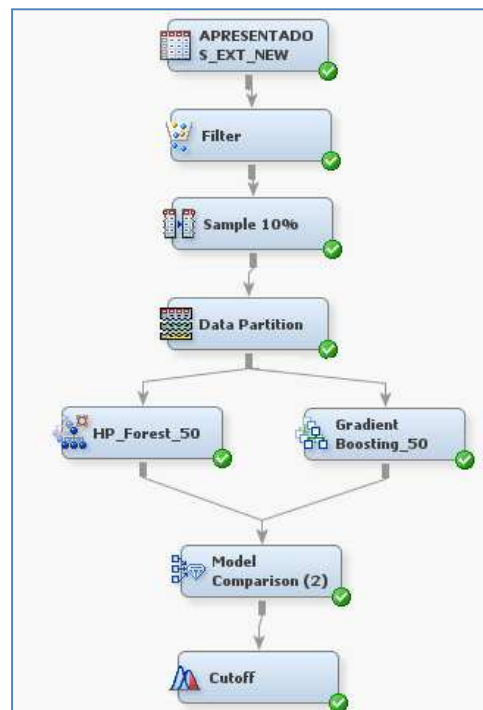 APRESENTADO
S_EXT_NEW
Filter
Sample 10%
Data Partition
HP_Forest_50
Gradient
Boosting_50
Model
Comparison (2)
Cutoff